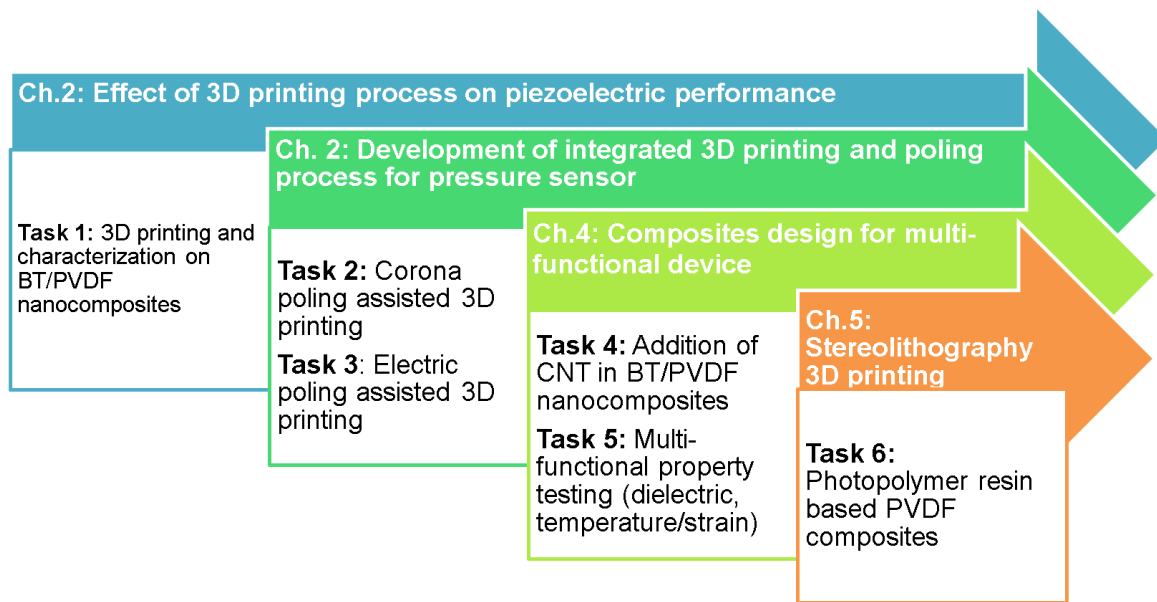 Ch.2: Effect of 3D printing process on piezoelectric performance
Task 1: 3D printing and
characterization on
BT/PVDF
nanocomposites
Ch. 2: Development of integrated 3D printing and poling
process for pressure sensor
Task 2: Corona
poling assisted 3D
printing
Task 3: Electric
poling assisted 3D
printing
Ch.4: Composites design for multi-
functional device
Task 4: Addition of
CNT in BT/PVDF
nanocomposites
Task 5: Multi-
functional property
testing (dielectric,
temperature/strain)
Ch.5:
Stereolithography
3D printing
Task 6:
Photopolymer resin
based PVDF
composites